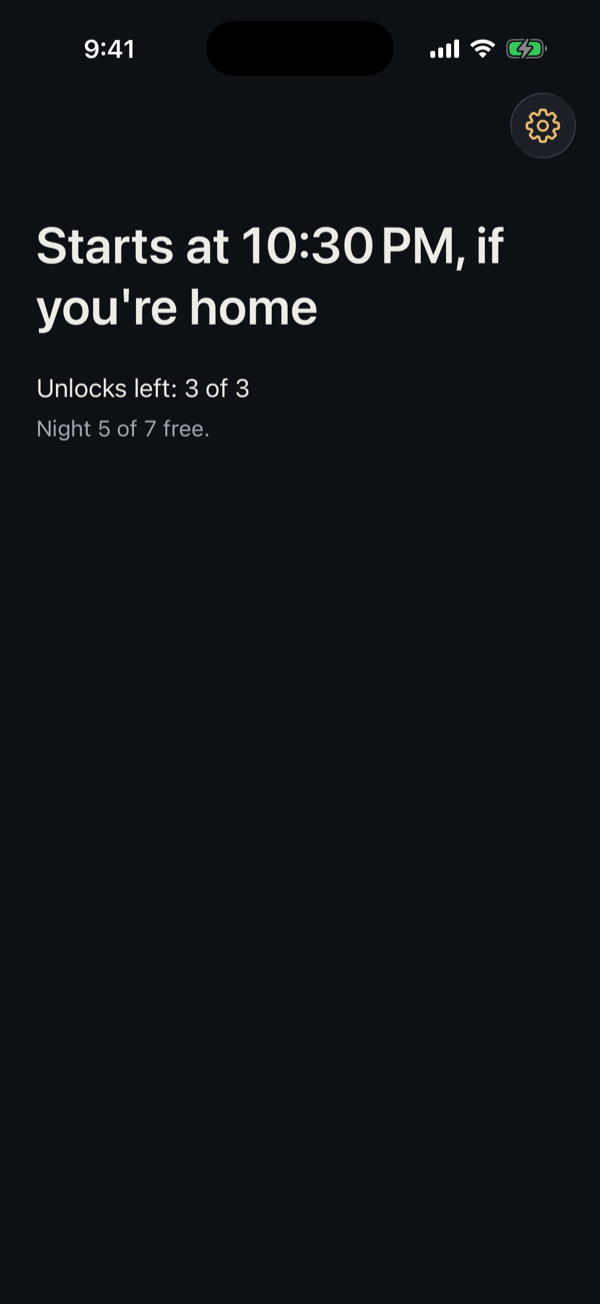 9:41
Starts at 10:30 PM, if
you're home
Unlocks left: 3 of 3
Night 5 of 7 free.